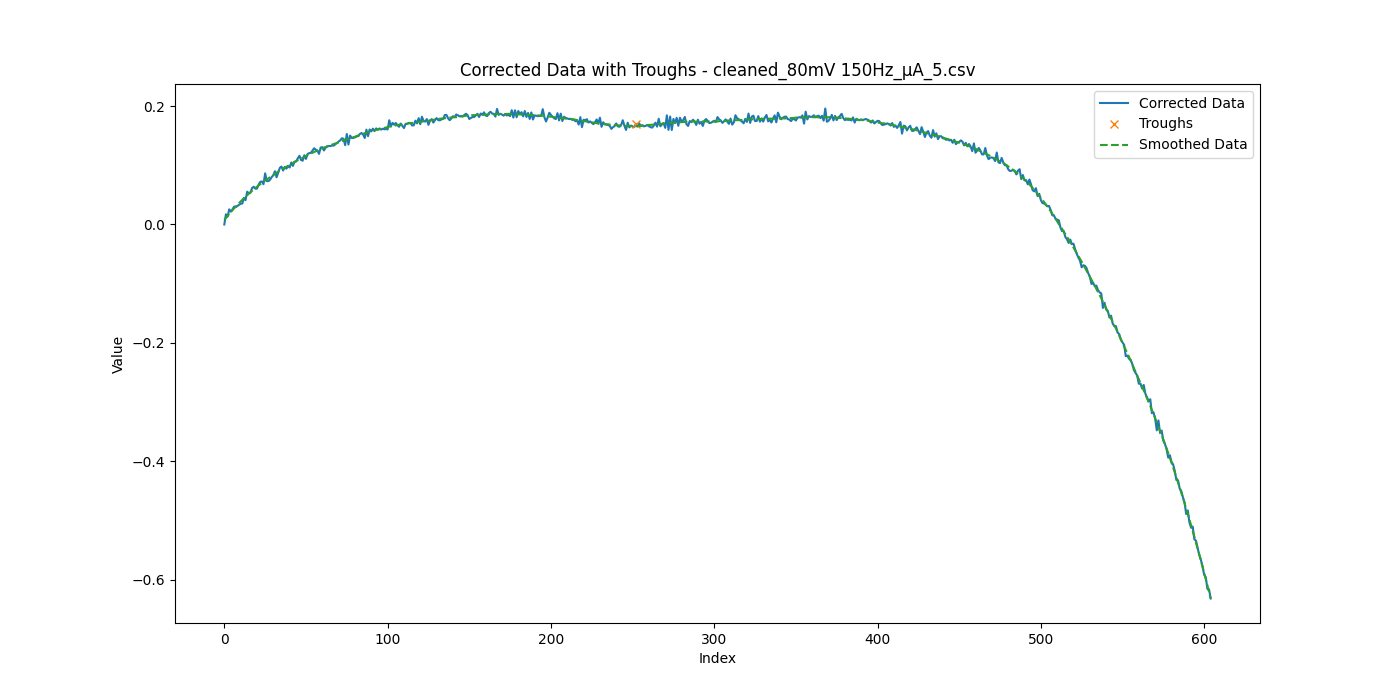 Corrected Data with Troughs - cleaned_80mV 150Hz_μA_5.csv
Corrected Data
Troughs
Smoothed Data
Value
0.2
0.0
−0.2
−0.4
−0.6
0 100 200 300 400 500 600
Index